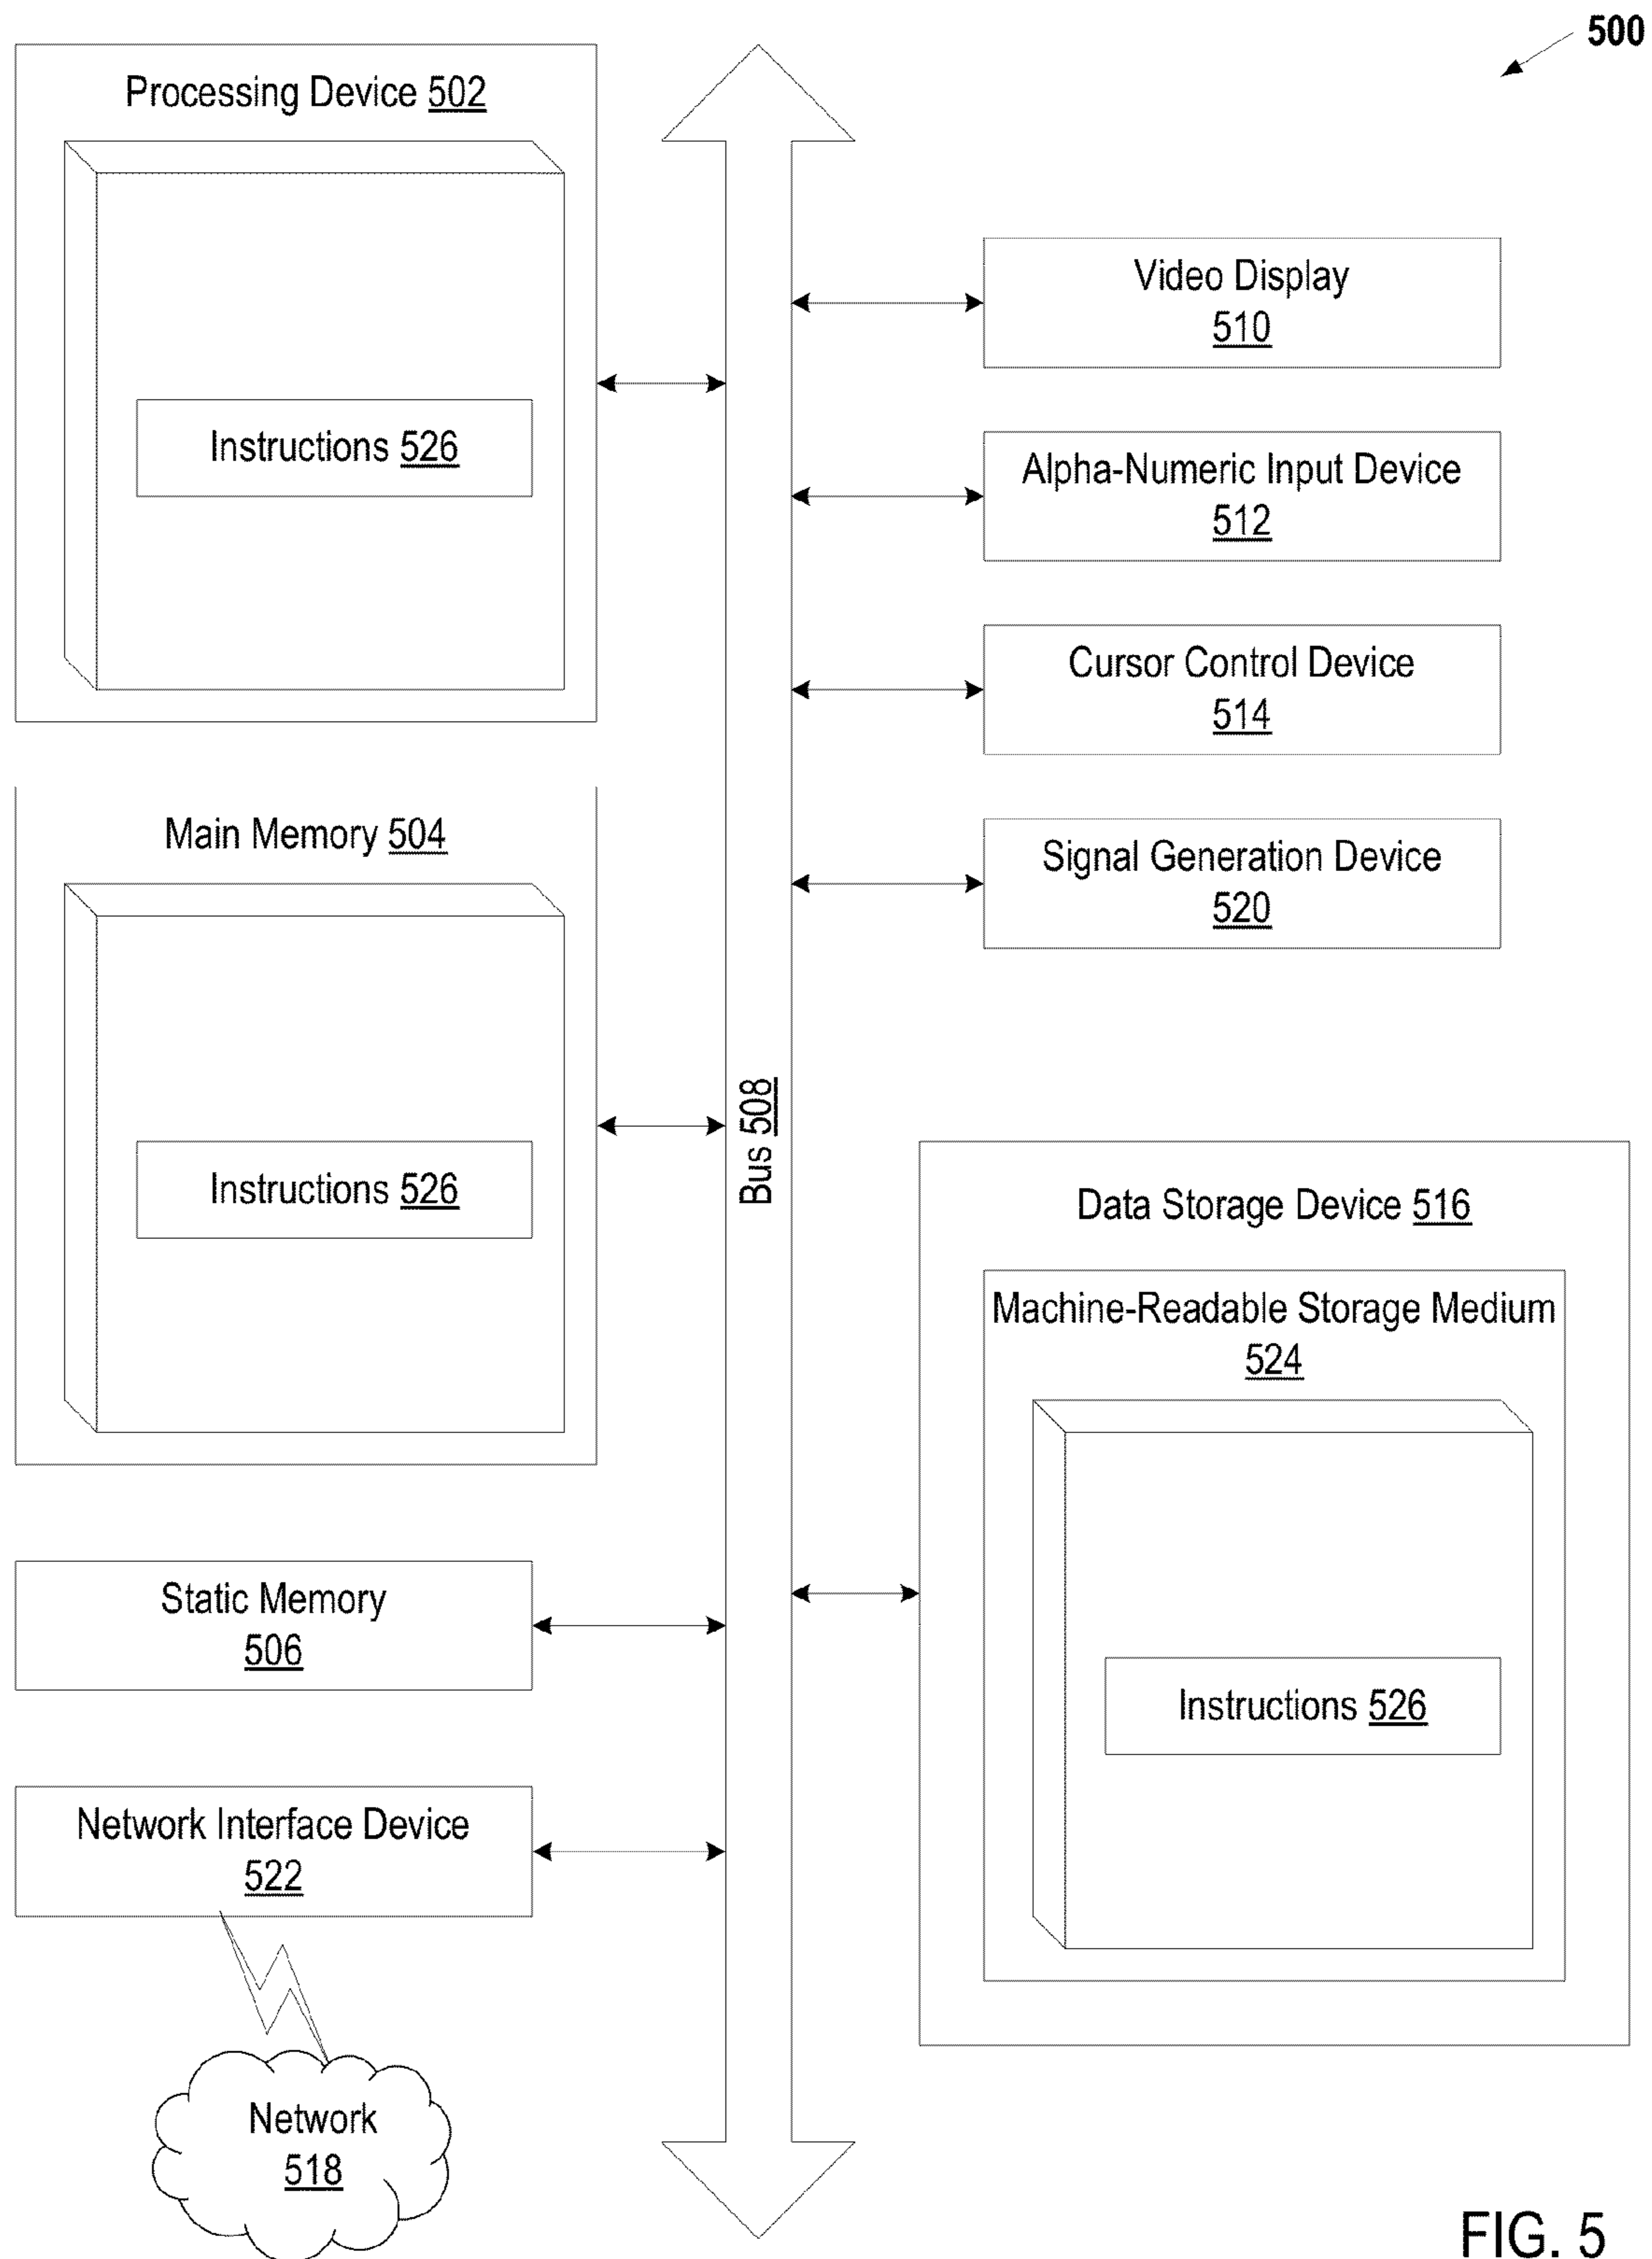 500
Processing Device 502
Instructions 526
Main Memory 504
Instructions 526
Static Memory
506
Network Interface Device
522
Network
518
Bus 508
Video Display
510
Alpha-Numeric Input Device
512
Cursor Control Device
514
Signal Generation Device
520
Data Storage Device 516
Machine-Readable Storage Medium
524
Instructions 526
FIG. 5